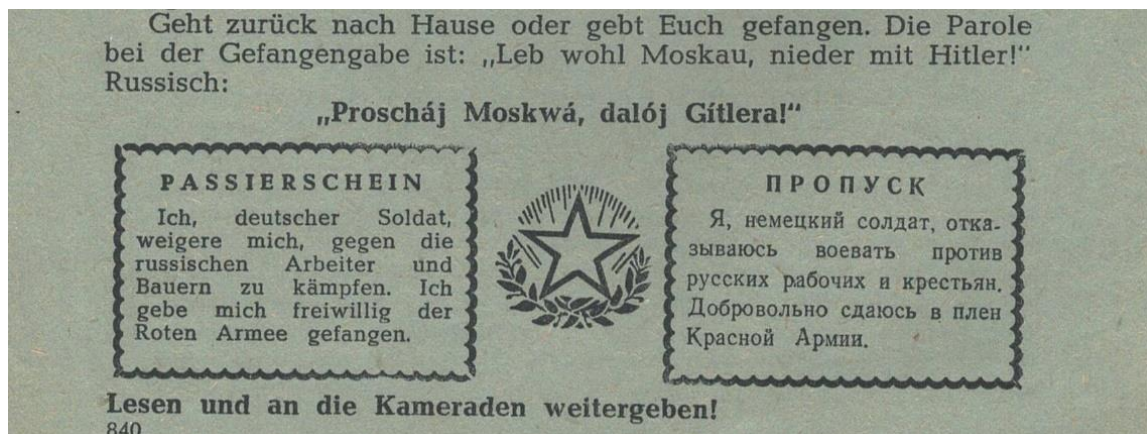 Geht zurück nach Hause oder gebt Euch gefangen. Die Parole
bei der Gefangengabe ist: „Leb wohl Moskau, nieder mit Hitler!"
Russisch:
„Proscháj Moskwá, dalój Gítlera!"
PASSIERSCHEIN
Ich, deutscher Soldat,
weigere mich, gegen die
russischen Arbeiter und
Bauern zu kämpfen. Ich
gebe mich freiwillig der
Roten Armee gefangen.
ПРОПУСК
Я, немецкий солдат, отка-
зываюсь воевать против
русских рабочих и крестьян.
Добровольно сдаюсь в плен
Красной Армии.
Lesen und an die Kameraden weitergeben!
840